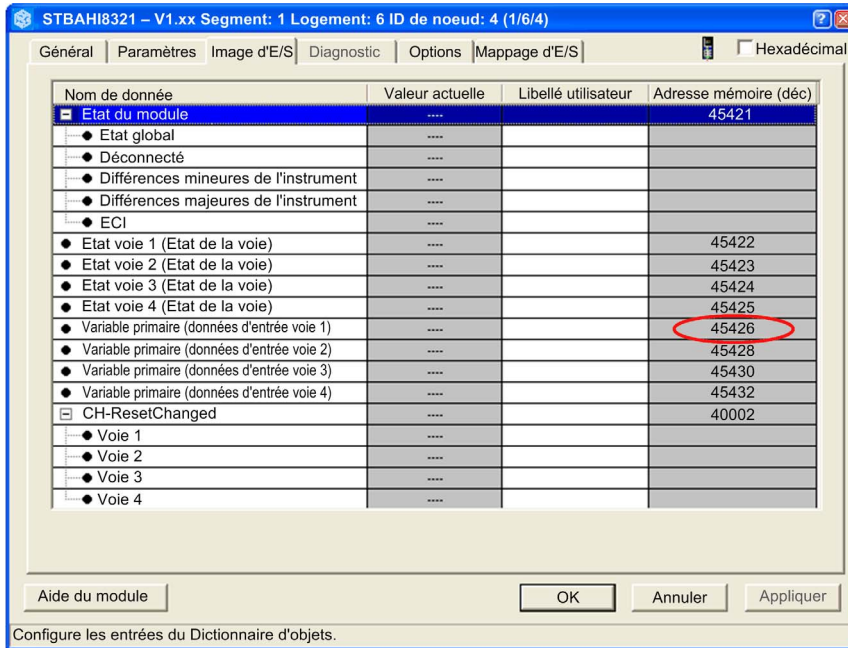 STBAHI8321 – V1.xx Segment: 1 Logement: 6 ID de noeud: 4 (1/6/4)
Général Paramètres Image d'E/S Diagnostic Options Mappage d'E/S Hexadécimal
Nom de donnée Valeur actuelle Libellé utilisateur Adresse mémoire (déc)
Etat du module ---- 45421
Etat global ----
Déconnecté ----
Différences mineures de l'instrument ----
Différences majeures de l'instrument ----
ECI ----
Etat voie 1 (Etat de la voie) ---- 45422
Etat voie 2 (Etat de la voie) ---- 45423
Etat voie 3 (Etat de la voie) ---- 45424
Etat voie 4 (Etat de la voie) ---- 45425
Variable primaire (données d'entrée voie 1) ---- 45426
Variable primaire (données d'entrée voie 2) ---- 45428
Variable primaire (données d'entrée voie 3) ---- 45430
Variable primaire (données d'entrée voie 4) ---- 45432
CH-ResetChanged ---- 40002
Voie 1 ----
Voie 2 ----
Voie 3 ----
Voie 4 ----
Aide du module OK Annuler Appliquer
Configure les entrées du Dictionnaire d'objets.